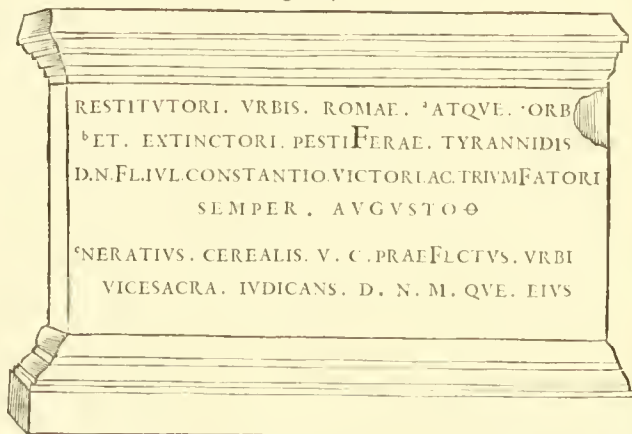 RESTITVTORI. VRBIS. ROMAE. ᵃATQVE. ·ORB
ᵇET. EXTINCTORI. PESTIFERAE. TYRANNIDIS
D.N.FL.IVL.CONSTANTIO.VICTORI.AC.TRIVMFATORI
SEMPER. AVGVSTO
ᶜNERATIVS. CEREALIS. V. C. PRAEFECTVS. VRBI
VICESACRA. IVDICANS. D. N. M. QVE. EIVS